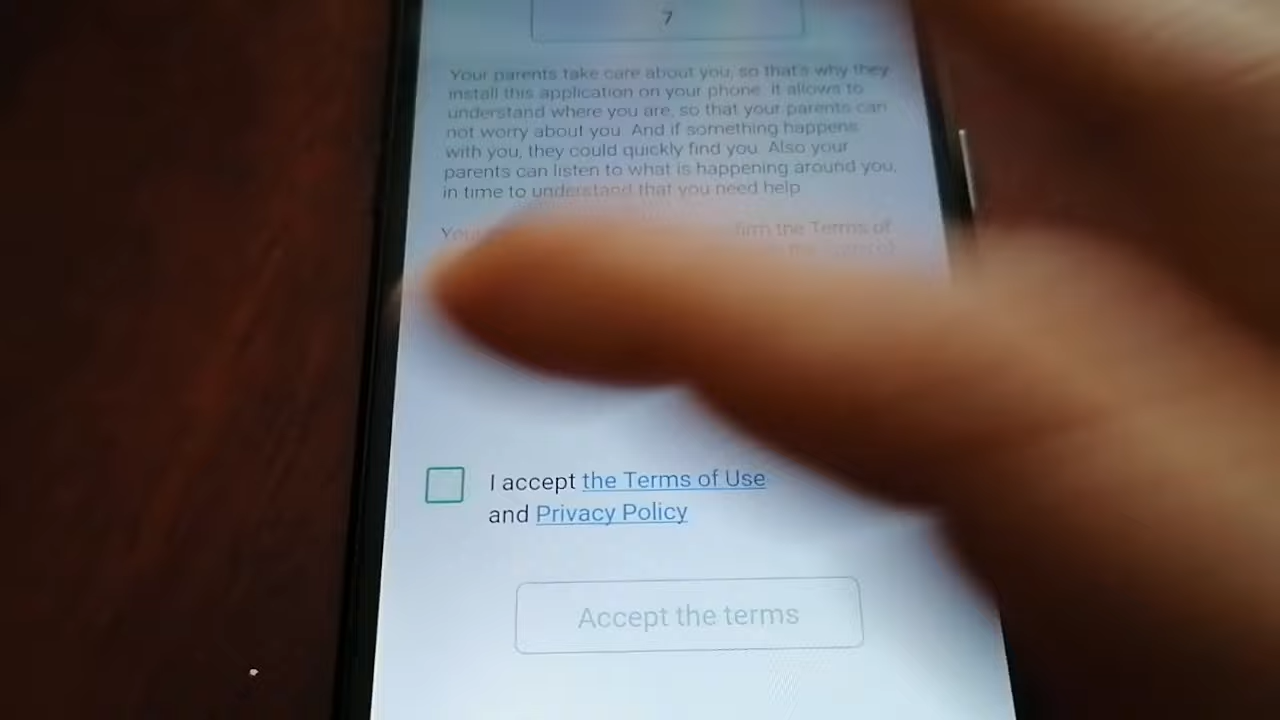 7
Your parents take care about you, so that's why they
install this application on your phone. It allows to
understand where you are, so that your parents can
not worry about you. And if something happens
with you, they could quickly find you. Also your
parents can listen to what is happening around you,
in time to understand that you need help
the Terms of
I accept the Terms of Use
and Privacy Policy
Accept the terms